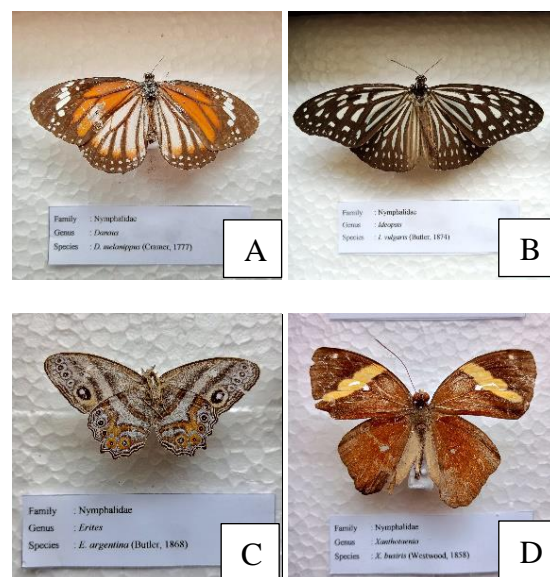 Family : Nymphalidae
Genus : Danaus
Species : D. melanippus (Cramer, 1777)
A
Family : Nymphalidae
Genus : Ideopsis
Species : I. vulgaris (Butler, 1874)
B
Family : Nymphalidae
Genus : Erites
Species : E. argentina (Butler, 1868)
C
Family : Nymphalidae
Genus : Xanthotaenia
Species : X. busiris (Westwood, 1858)
D